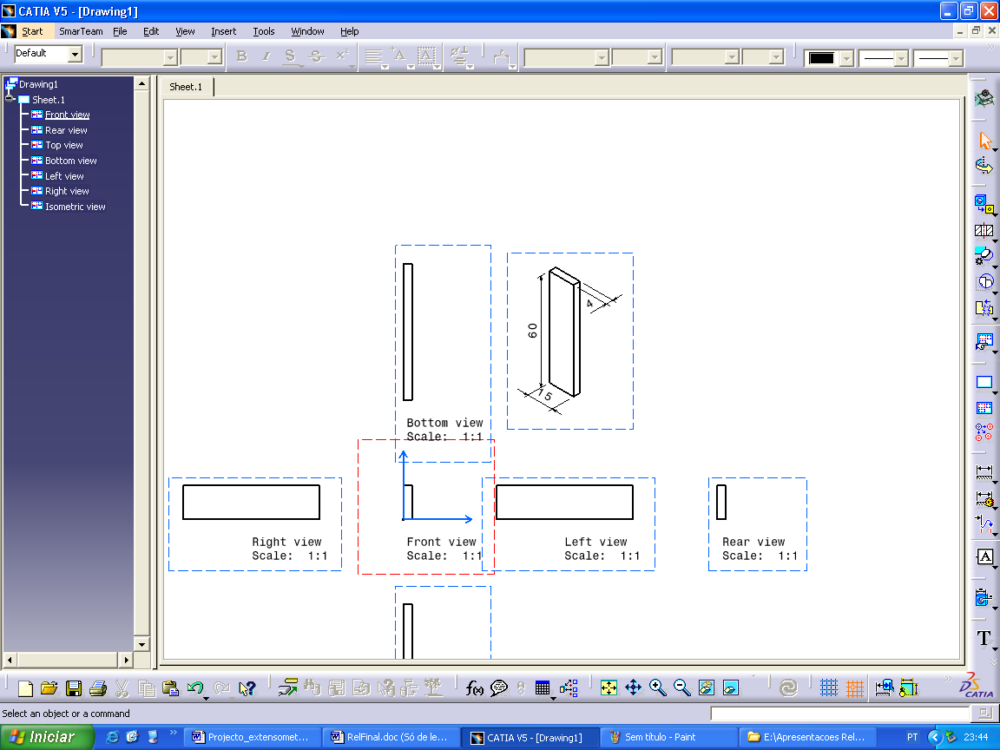 CATIA V5 - [Drawing1]
Start SmarTeam File Edit View Insert Tools Window Help
Default
B I S S
Drawing1
Sheet.1
Front view
Rear view
Top view
Bottom view
Left view
Right view
Isometric view
Sheet.1
60
4
15
Bottom view
Scale: 1:1
Right view
Scale: 1:1
Front view
Scale: 1:1
Left view
Scale: 1:1
Rear view
Scale: 1:1
A
T
f(x)
DS
CATIA
Select an object or a command
Iniciar
Projecto_extensomet...
RelFinal.doc (Só de le...
CATIA V5 - [Drawing1]
Sem título - Paint
E:\Apresentacoes Rel...
PT
23:44